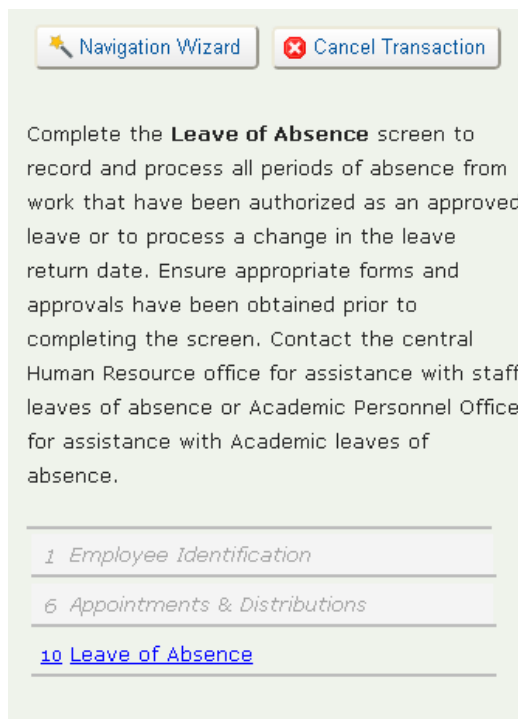 Navigation Wizard Cancel Transaction
Complete the Leave of Absence screen to
record and process all periods of absence from
work that have been authorized as an approved
leave or to process a change in the leave
return date. Ensure appropriate forms and
approvals have been obtained prior to
completing the screen. Contact the central
Human Resource office for assistance with staff
leaves of absence or Academic Personnel Office
for assistance with Academic leaves of
absence.
1 Employee Identification
6 Appointments & Distributions
10 Leave of Absence